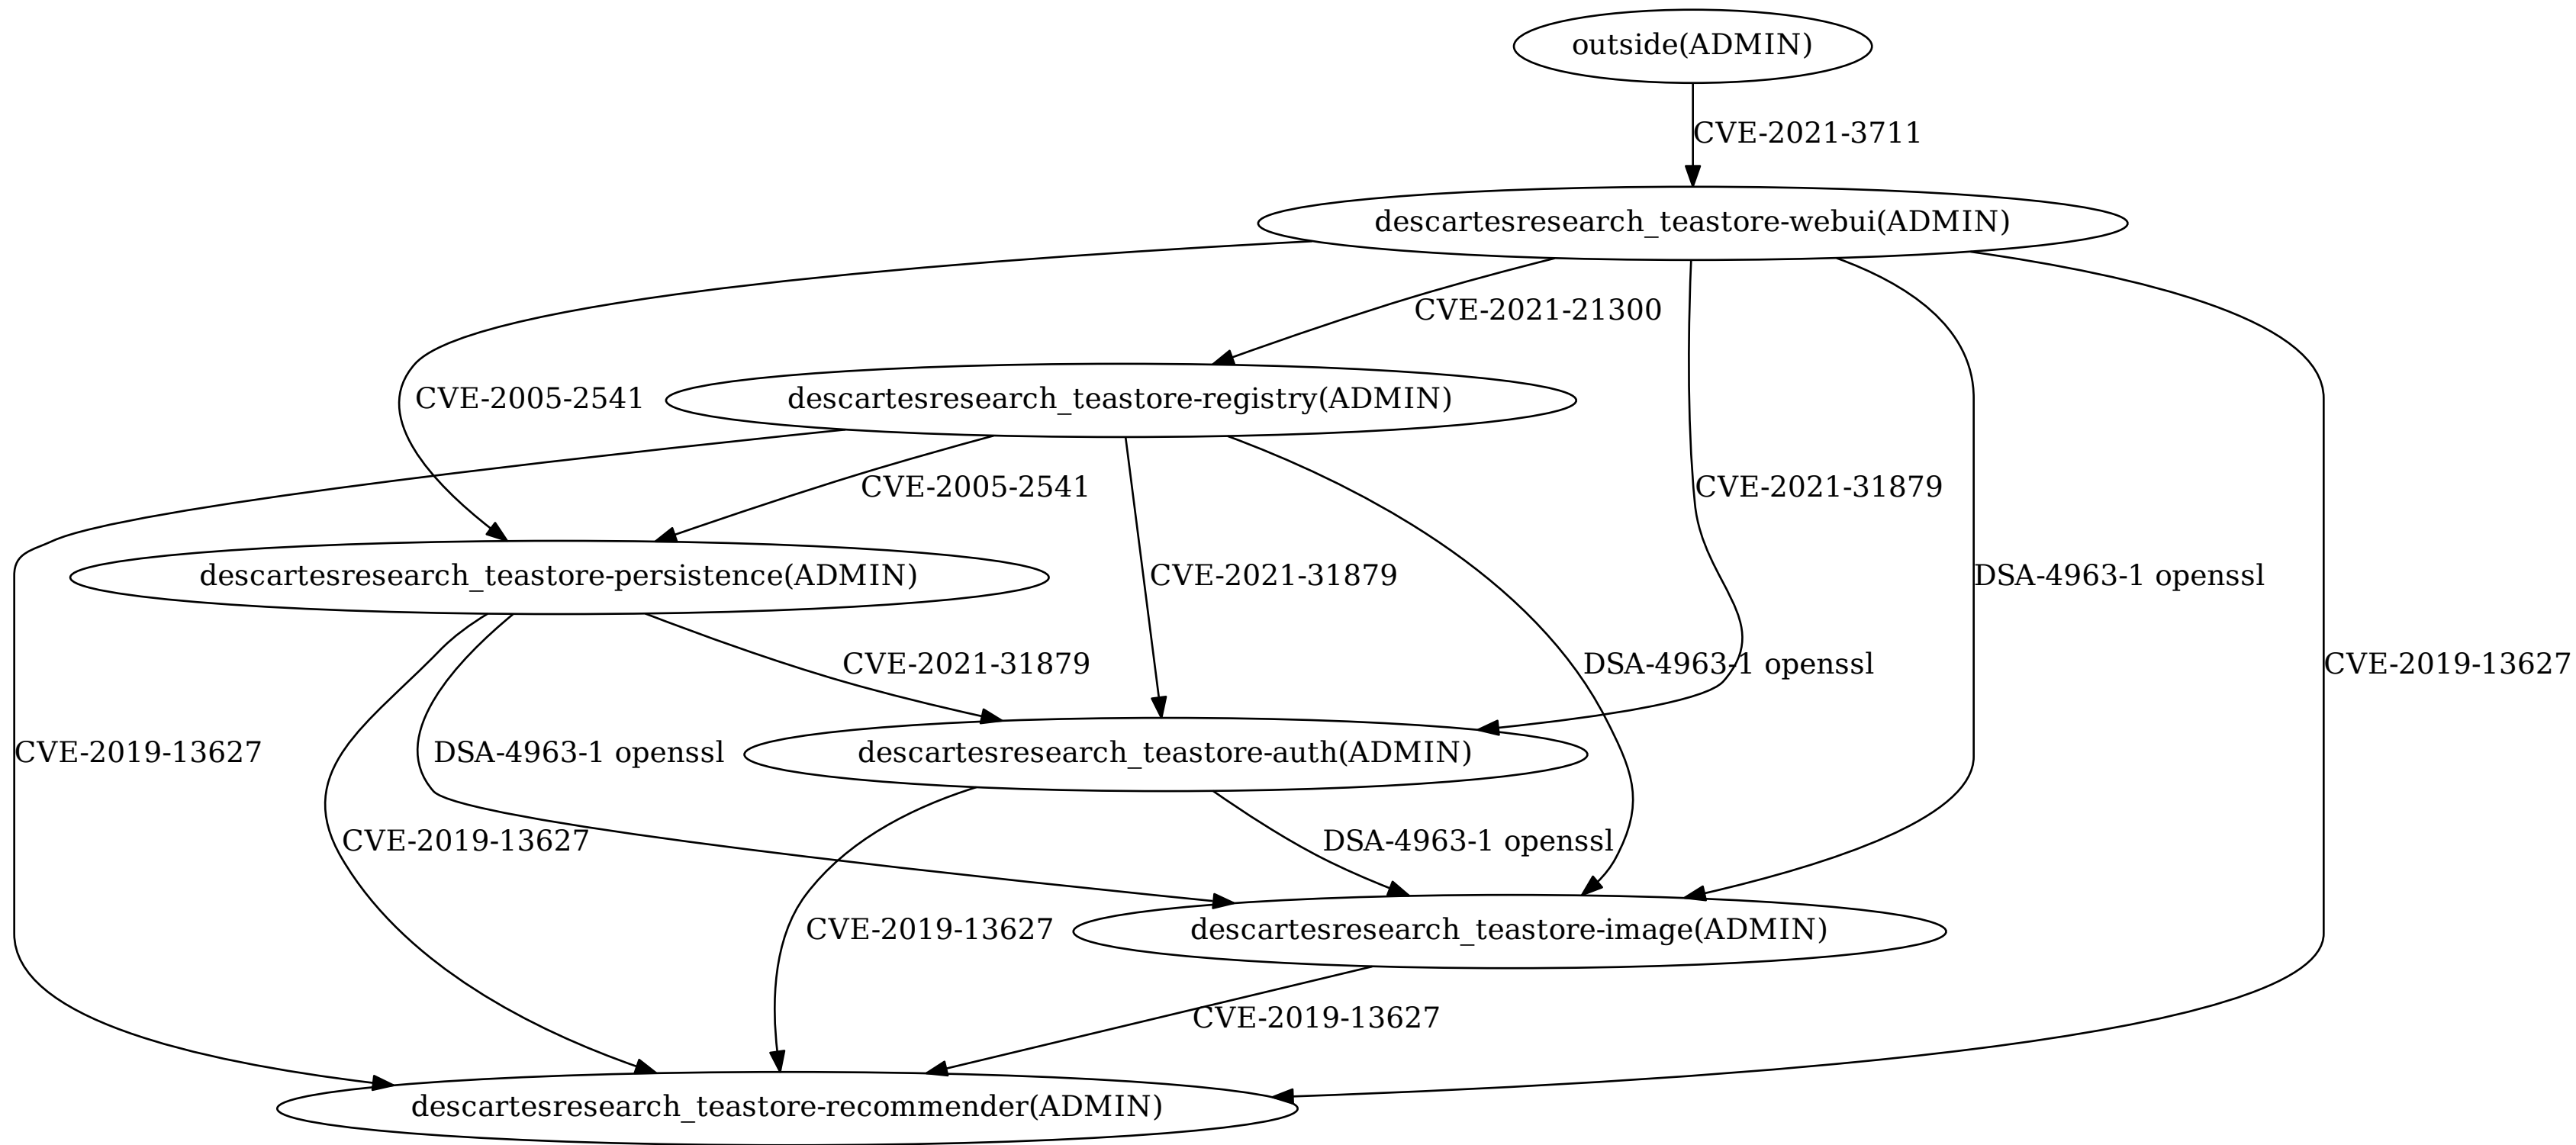 outside(ADMIN)
CVE-2021-3711
descartesresearch_teastore-webui(ADMIN)
CVE-2021-21300
CVE-2005-2541
descartesresearch_teastore-registry(ADMIN)
CVE-2005-2541
CVE-2021-31879
descartesresearch_teastore-persistence(ADMIN)
CVE-2021-31879
DSA-4963-1 openssl
CVE-2021-31879
DSA-4963-1 openssl
CVE-2019-13627
CVE-2019-13627
DSA-4963-1 openssl
descartesresearch_teastore-auth(ADMIN)
CVE-2019-13627
DSA-4963-1 openssl
CVE-2019-13627
descartesresearch_teastore-image(ADMIN)
CVE-2019-13627
descartesresearch_teastore-recommender(ADMIN)